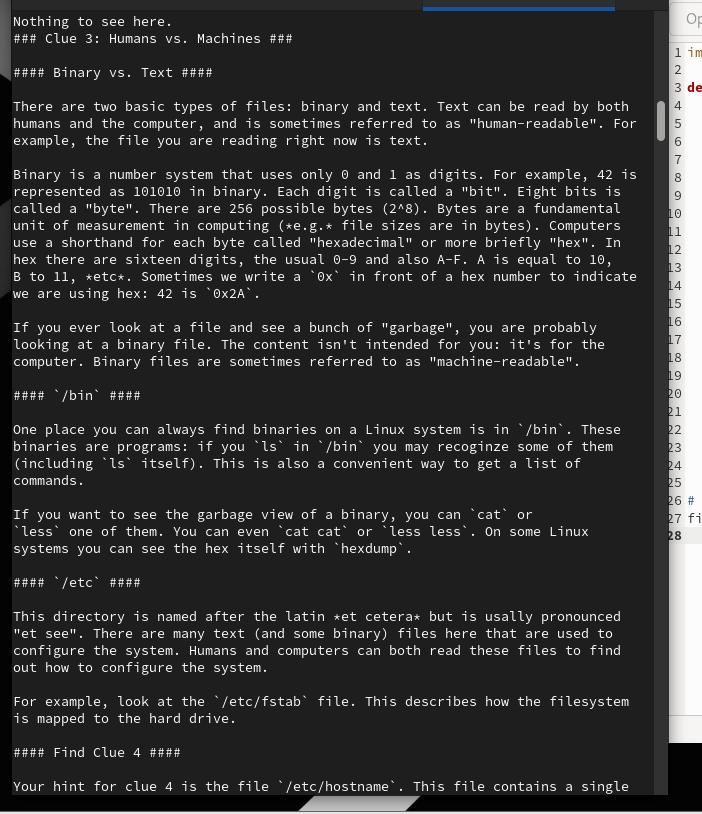 Nothing to see here.
### Clue 3: Humans vs. Machines ###
#### Binary vs. Text ####
There are two basic types of files: binary and text. Text can be read by both
humans and the computer, and is sometimes referred to as "human-readable". For
example, the file you are reading right now is text.
Binary is a number system that uses only 0 and 1 as digits. For example, 42 is
represented as 101010 in binary. Each digit is called a "bit". Eight bits is
called a "byte". There are 256 possible bytes (2^8). Bytes are a fundamental
unit of measurement in computing (*e.g.* file sizes are in bytes). Computers
use a shorthand for each byte called "hexadecimal" or more briefly "hex". In
hex there are sixteen digits, the usual 0-9 and also A-F. A is equal to 10,
B to 11, *etc*. Sometimes we write a `0x` in front of a hex number to indicate
we are using hex: 42 is `0x2A`.
If you ever look at a file and see a bunch of "garbage", you are probably
looking at a binary file. The content isn't intended for you: it's for the
computer. Binary files are sometimes referred to as "machine-readable".
#### `/bin` ####
One place you can always find binaries on a Linux system is in `/bin`. These
binaries are programs: if you `ls` in `/bin` you may recoginze some of them
(including `ls` itself). This is also a convenient way to get a list of
commands.
If you want to see the garbage view of a binary, you can `cat` or
`less` one of them. You can even `cat cat` or `less less`. On some Linux
systems you can see the hex itself with `hexdump`.
#### `/etc` ####
This directory is named after the latin *et cetera* but is usally pronounced
"et see". There are many text (and some binary) files here that are used to
configure the system. Humans and computers can both read these files to find
out how to configure the system.
For example, look at the `/etc/fstab` file. This describes how the filesystem
is mapped to the hard drive.
#### Find Clue 4 ####
Your hint for clue 4 is the file `/etc/hostname`. This file contains a single
Op
1 im
2
3 de
4
5
6
7
8
9
10
11
12
13
14
15
16
17
18
19
20
21
22
23
24
25
26 #
27 fi
28